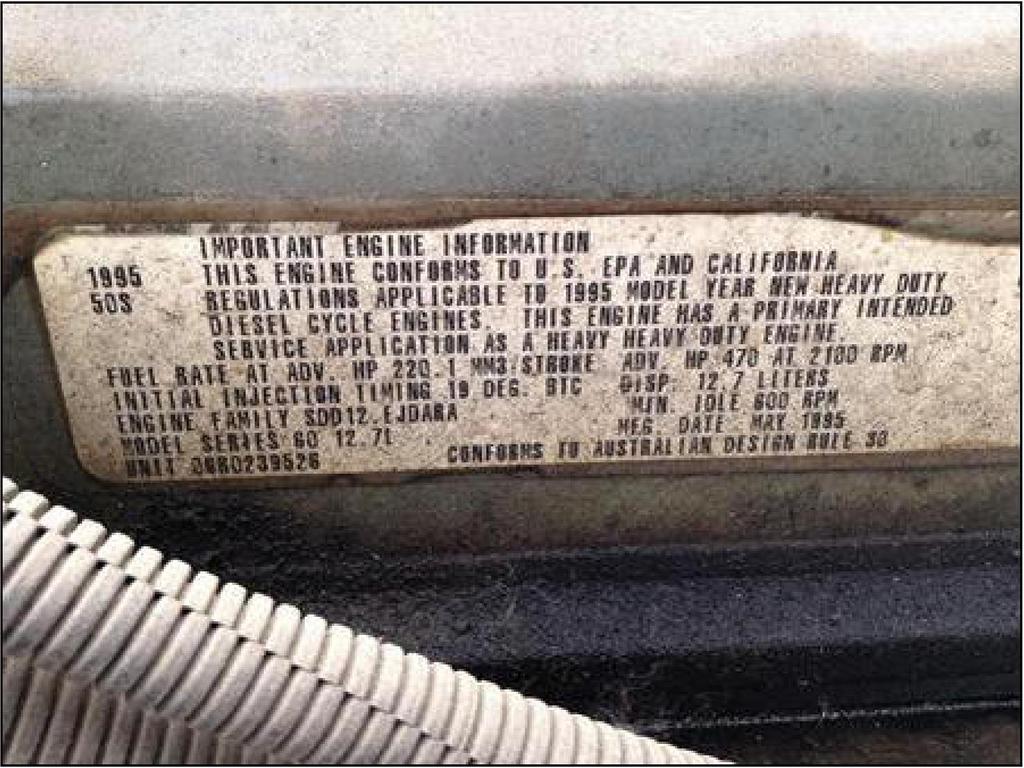 IMPORTANT ENGINE INFORMATION
1995 THIS ENGINE CONFORMS TO U.S. EPA AND CALIFORNIA
50S REGULATIONS APPLICABLE TO 1995 MODEL YEAR NEW HEAVY DUTY
DIESEL CYCLE ENGINES. THIS ENGINE HAS A PRIMARY INTENDED
SERVICE APPLICATION AS A HEAVY HEAVY DUTY ENGINE.
FUEL RATE AT ADV. HP 220.1 MM3/STROKE ADV. HP 470 AT 2100 RPM
INITIAL INJECTION TIMING 19 DEG. BTC DISP. 12.7 LITERS
ENGINE FAMILY SDD12.EJDARA MIN. IDLE 600 RPM
MODEL SERIES 60 12.7L MFG. DATE MAY 1995
UNIT CONFORMS TO AUSTRALIAN DESIGN RULE 30